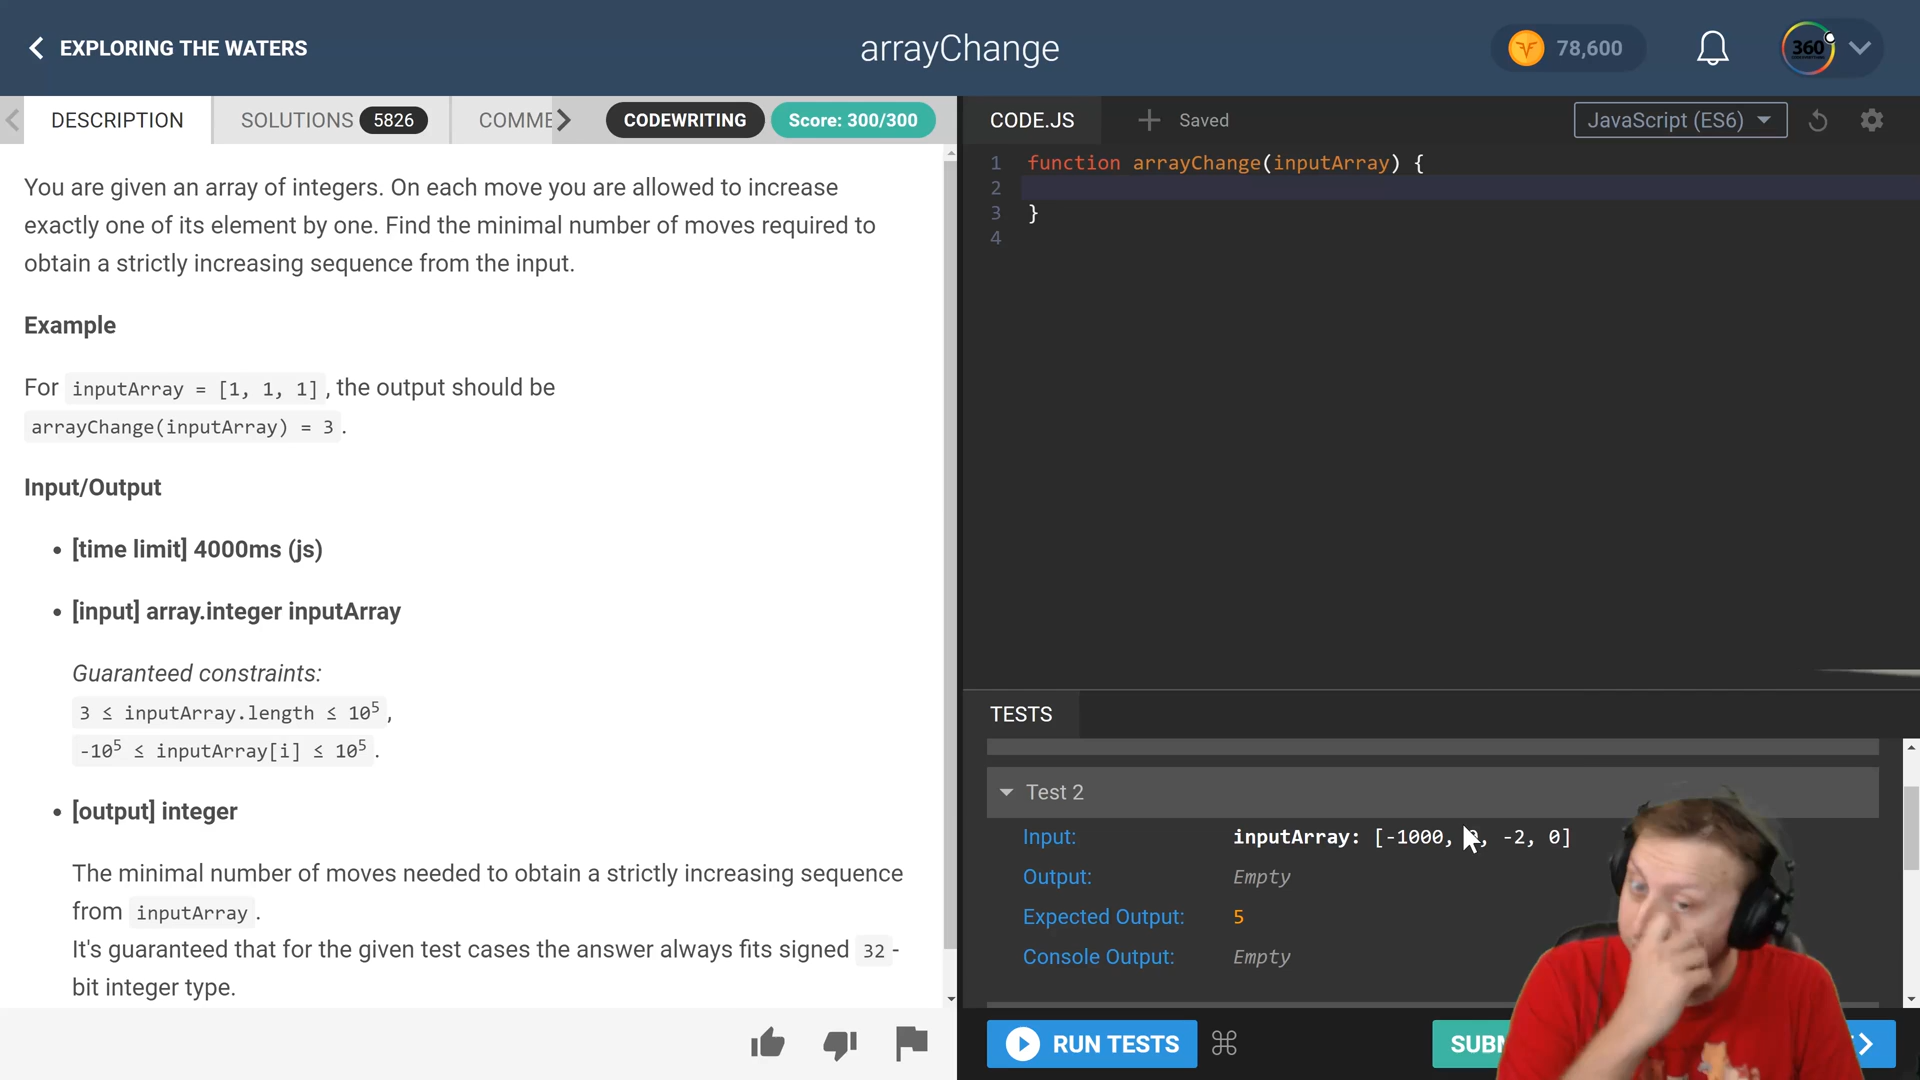 EXPLORING THE WATERS
arrayChange
78,600
360
DESCRIPTION
SOLUTIONS 5826
COMME
CODEWRITING
Score: 300/300
CODE.JS
Saved
JavaScript (ES6)
You are given an array of integers. On each move you are allowed to increase
exactly one of its element by one. Find the minimal number of moves required to
obtain a strictly increasing sequence from the input.
Example
For inputArray = [1, 1, 1], the output should be
arrayChange(inputArray) = 3.
Input/Output
• [time limit] 4000ms (js)
• [input] array.integer inputArray
Guaranteed constraints:
3 ≤ inputArray.length ≤ 10⁵,
-10⁵ ≤ inputArray[i] ≤ 10⁵.
• [output] integer
The minimal number of moves needed to obtain a strictly increasing sequence
from inputArray.
It's guaranteed that for the given test cases the answer always fits signed 32-
bit integer type.
1 function arrayChange(inputArray) {
2
3 }
4
TESTS
Test 2
Input: inputArray: [-1000, , -2, 0]
Output: Empty
Expected Output: 5
Console Output: Empty
RUN TESTS
SUB